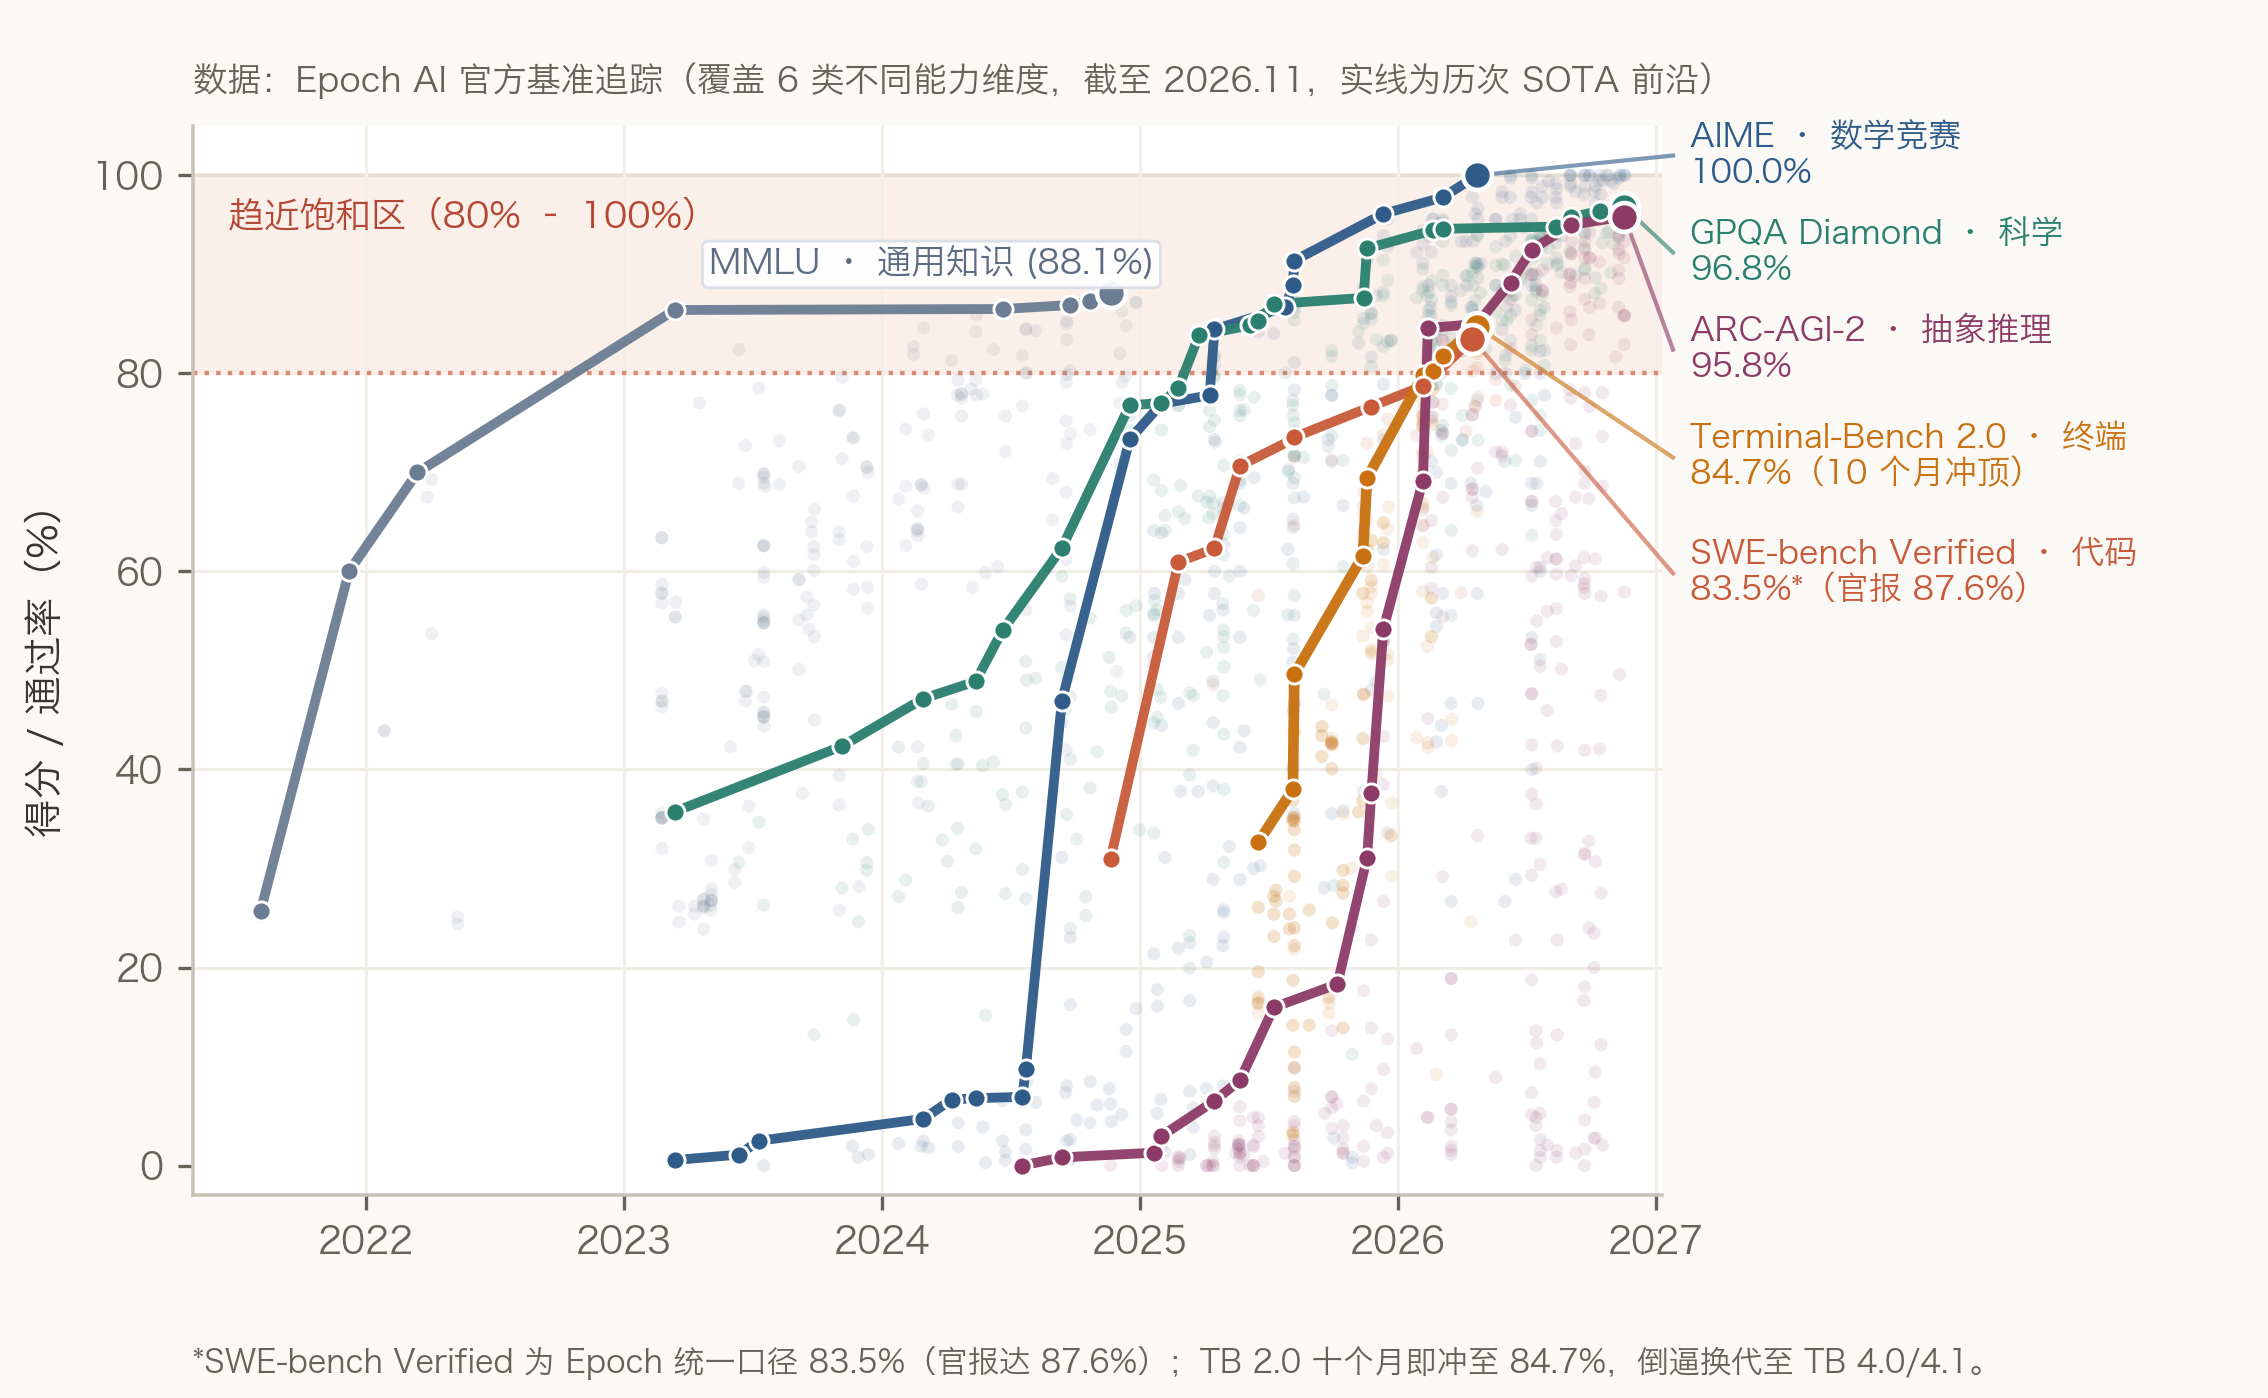 数据：Epoch AI 官方基准追踪（覆盖 6 类不同能力维度，截至 2026.11，实线为历次 SOTA 前沿）
得分 / 通过率（%）
100
80
60
40
20
0
趋近饱和区（80% - 100%）
MMLU · 通用知识 (88.1%)
AIME · 数学竞赛
100.0%
GPQA Diamond · 科学
96.8%
ARC-AGI-2 · 抽象推理
95.8%
Terminal-Bench 2.0 · 终端
84.7%（10 个月冲顶）
SWE-bench Verified · 代码
83.5%*（官报 87.6%）
2022
2023
2024
2025
2026
2027
*SWE-bench Verified 为 Epoch 统一口径 83.5%（官报达 87.6%）；TB 2.0 十个月即冲至 84.7%，倒逼换代至 TB 4.0/4.1。